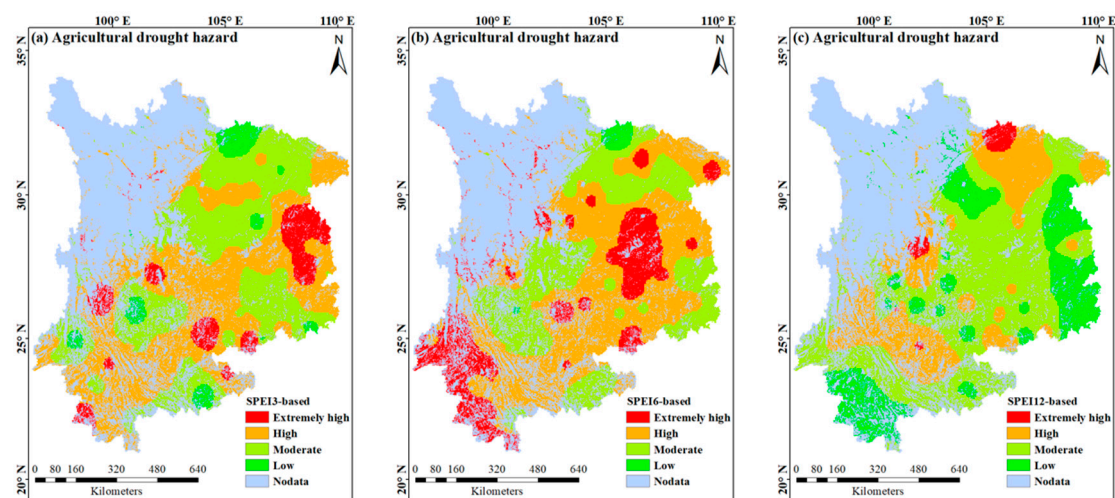 100° E 105° E 110° E
(a) Agricultural drought hazard
N
35° N
30° N
25° N
20° N
SPEI3-based
Extremely high
High
Moderate
Low
Nodata
0 80 160 320 480 640
Kilometers
100° E 105° E 110° E
(b) Agricultural drought hazard
N
35° N
30° N
25° N
20° N
SPEI6-based
Extremely high
High
Moderate
Low
Nodata
0 80 160 320 480 640
Kilometers
100° E 105° E 110° E
(c) Agricultural drought hazard
N
35° N
30° N
25° N
20° N
SPEI12-based
Extremely high
High
Moderate
Low
Nodata
0 80 160 320 480 640
Kilometers